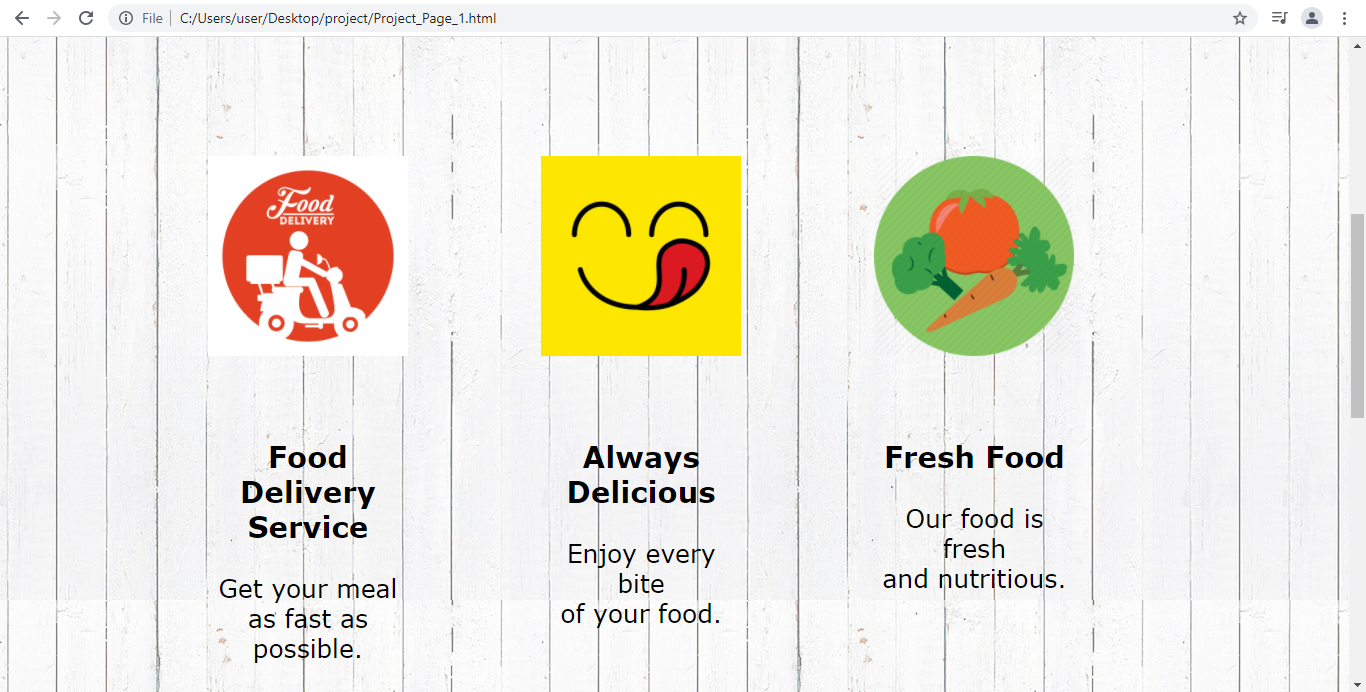 File
C:/Users/user/Desktop/project/Project_Page_1.html
Food
DELIVERY
Food
Delivery
Service
Get your meal
as fast as
possible.
Always
Delicious
Enjoy every
bite
of your food.
Fresh Food
Our food is
fresh
and nutritious.